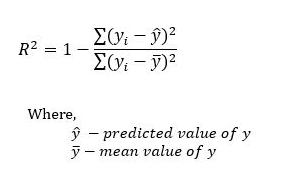 R² = 1 − ∑(yᵢ − ŷ)² / ∑(yᵢ − ȳ)²
Where,
ŷ − predicted value of y
ȳ − mean value of y